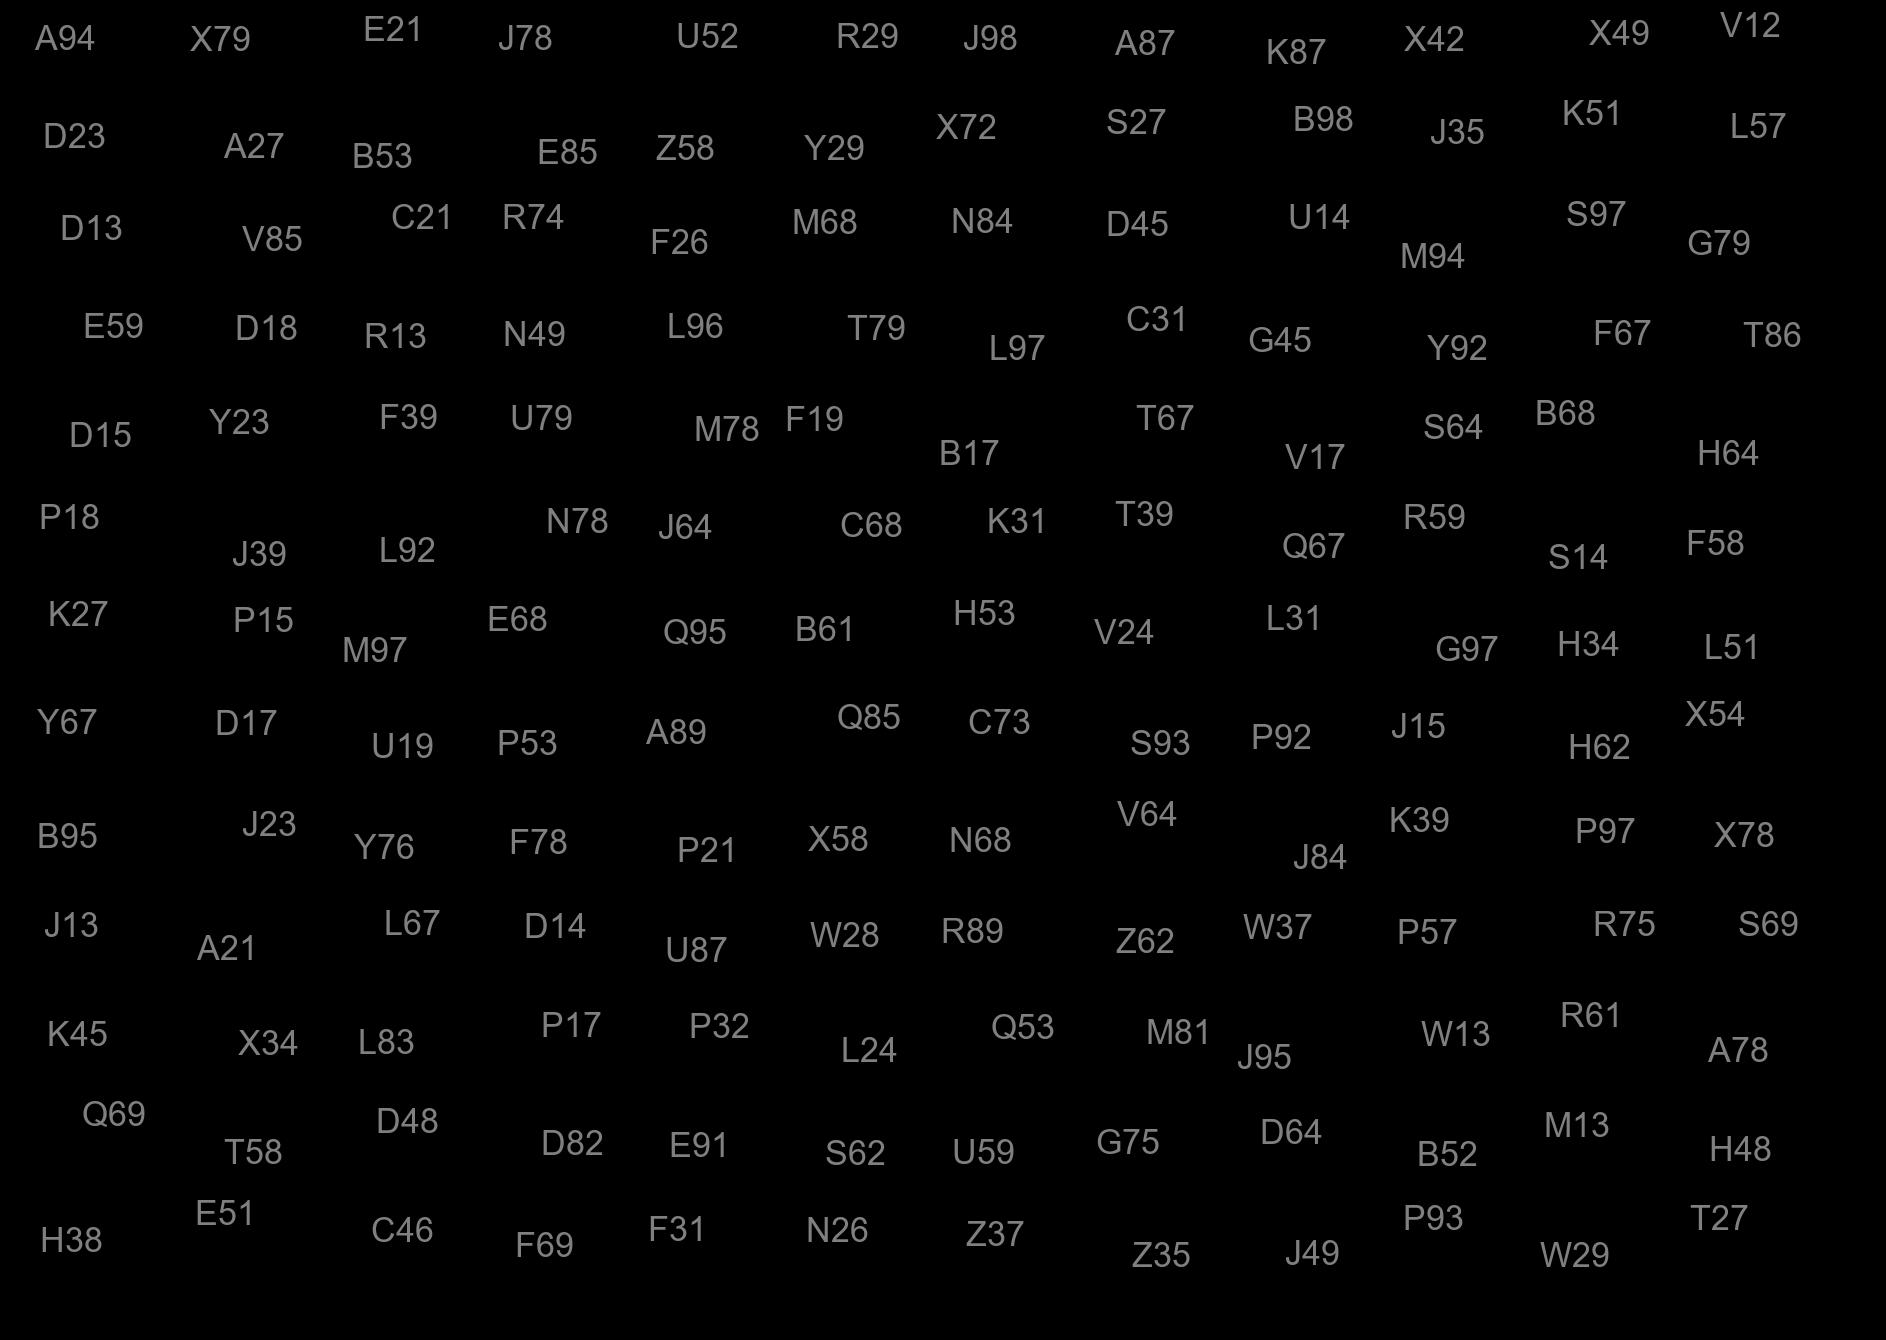 A94 X79 E21 J78 U52 R29 J98 A87 K87 X42 X49 V12
D23 A27 B53 E85 Z58 Y29 X72 S27 B98 J35 K51 L57
D13 V85 C21 R74 F26 M68 N84 D45 U14 M94 S97 G79
E59 D18 R13 N49 L96 T79 L97 C31 G45 Y92 F67 T86
D15 Y23 F39 U79 M78 F19 B17 T67 V17 S64 B68 H64
P18 J39 L92 N78 J64 C68 K31 T39 Q67 R59 S14 F58
K27 P15 M97 E68 Q95 B61 H53 V24 L31 G97 H34 L51
Y67 D17 U19 P53 A89 Q85 C73 S93 P92 J15 H62 X54
B95 J23 Y76 F78 P21 X58 N68 V64 J84 K39 P97 X78
J13 A21 L67 D14 U87 W28 R89 Z62 W37 P57 R75 S69
K45 X34 L83 P17 P32 L24 Q53 M81 J95 W13 R61 A78
Q69 T58 D48 D82 E91 S62 U59 G75 D64 B52 M13 H48
H38 E51 C46 F69 F31 N26 Z37 Z35 J49 P93 W29 T27